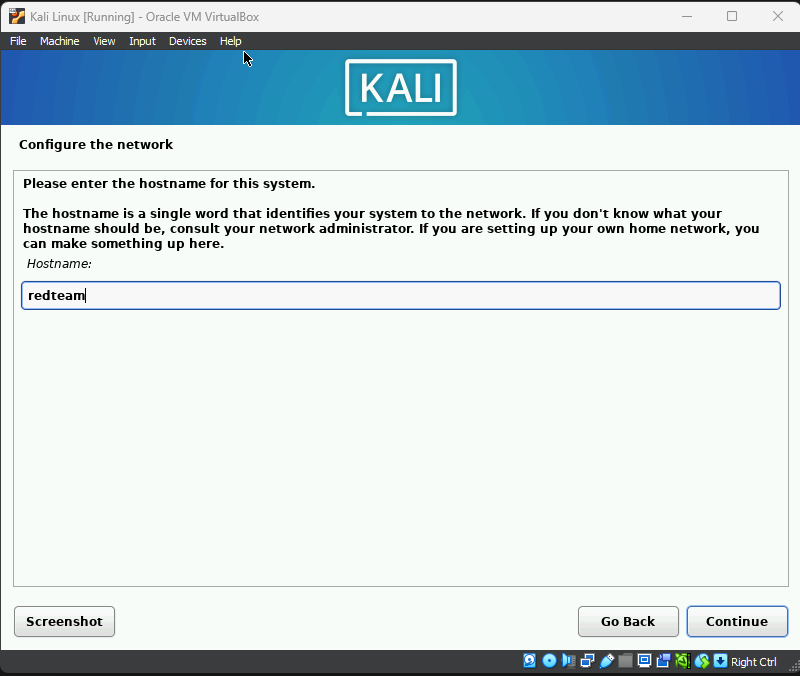 Kali Linux [Running] - Oracle VM VirtualBox
File Machine View Input Devices Help
KALI
Configure the network
Please enter the hostname for this system.
The hostname is a single word that identifies your system to the network. If you don't know what your
hostname should be, consult your network administrator. If you are setting up your own home network, you
can make something up here.
Hostname:
redteam
Screenshot Go Back Continue
Right Ctrl